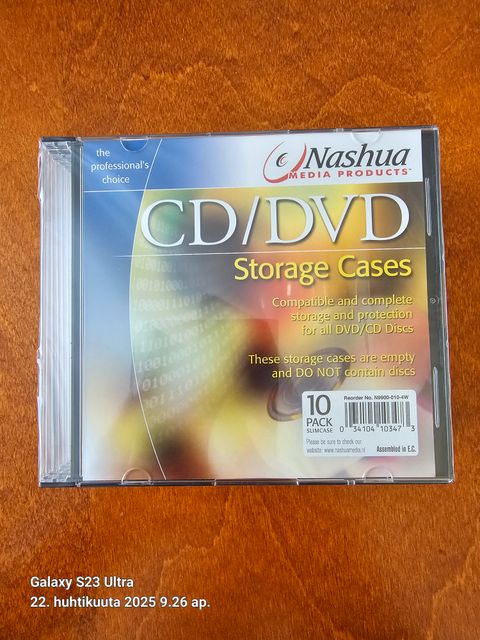 the
professional's
choice
Nashua
MEDIA PRODUCTS™
CD/DVD
Storage Cases
Compatible and complete
storage and protection
for all DVD/CD Discs
These storage cases are empty
and DO NOT contain discs
10
PACK
SLIMCASE
Reorder No. N9900-010-4W
0 34104 10347 3
Please be sure to check our
website: www.nashuamedia.nl
Assembled in E.C.
Galaxy S23 Ultra
22. huhtikuuta 2025 9.26 ap.